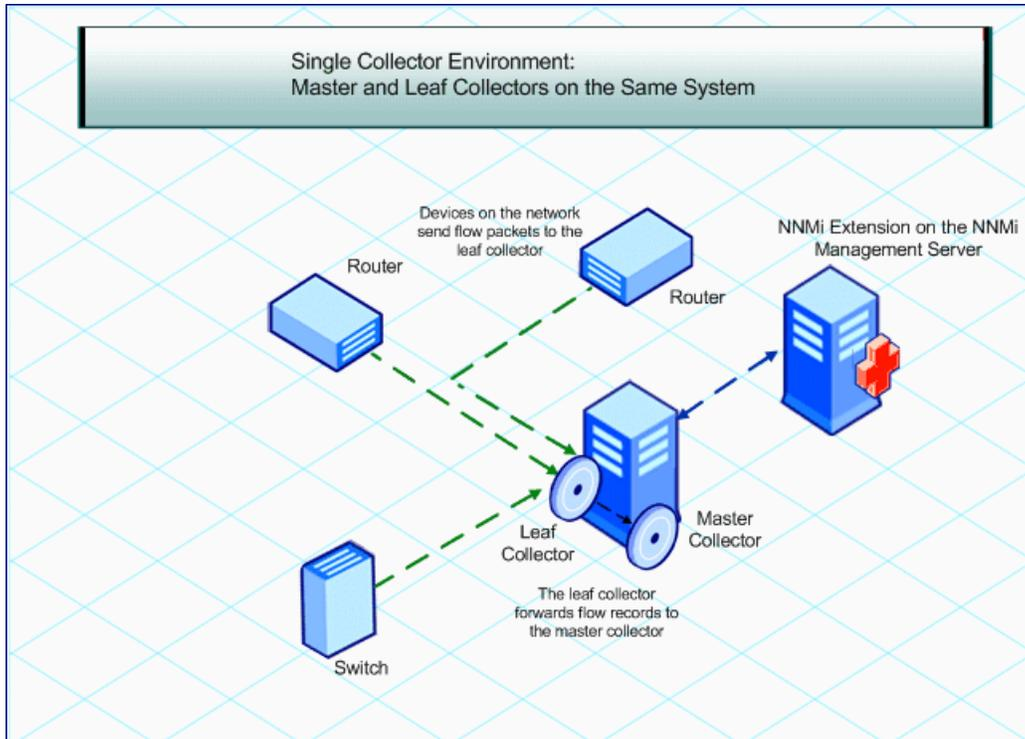 Single Collector Environment:
Master and Leaf Collectors on the Same System
Devices on the network
send flow packets to the
leaf collector
Router
Router
NNMi Extension on the NNMi
Management Server
Leaf
Collector
Master
Collector
The leaf collector
forwards flow records to
the master collector
Switch